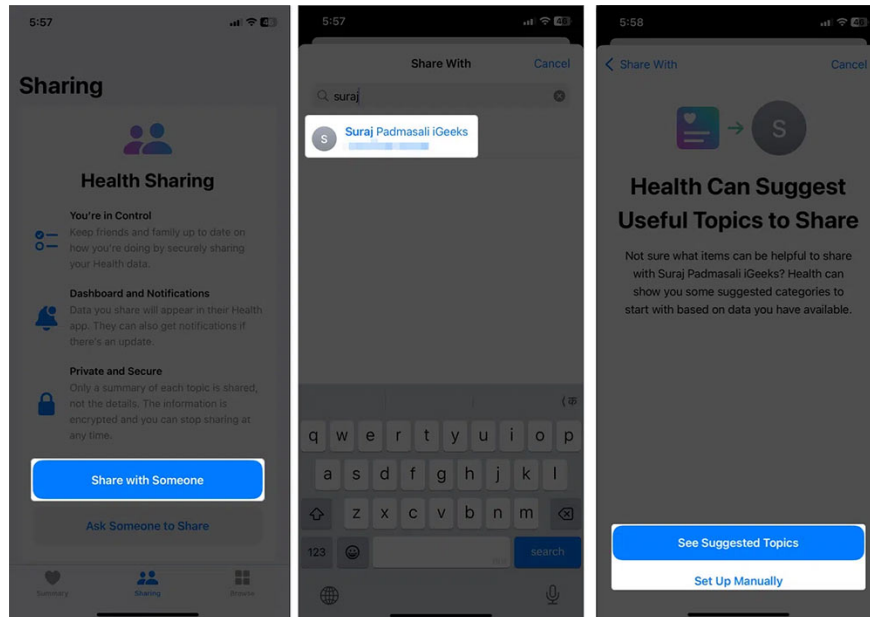 5:57
Sharing
Health Sharing
You're in Control
Keep friends and family up to date on
how you're doing by securely sharing
your Health data.
Dashboard and Notifications
Data you share will appear in their Health
app. They can also get notifications if
there's an update.
Private and Secure
Only a summary of each topic is shared,
not the details. The information is
encrypted and you can stop sharing at
any time.
Share with Someone
Ask Someone to Share
Summary Sharing Browse
5:57
Share With Cancel
suraj
S Suraj Padmasali iGeeks
q w e r t y u i o p
a s d f g h j k l
z x c v b n m
123 search
5:58
Share With Cancel
S
Health Can Suggest
Useful Topics to Share
Not sure what items can be helpful to share
with Suraj Padmasali iGeeks? Health can
show you some suggested categories to
start with based on data you have available.
See Suggested Topics
Set Up Manually